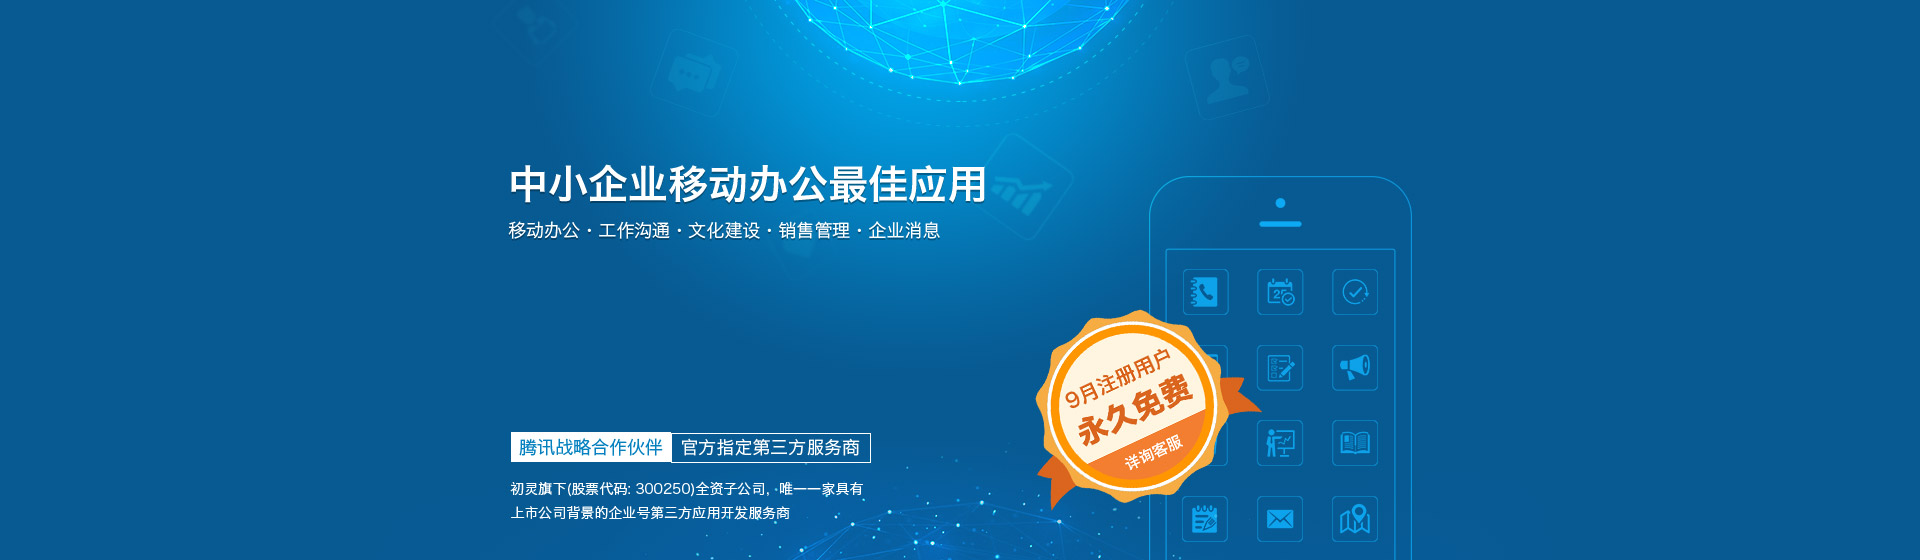 中小企业移动办公最佳应用
移动办公·工作沟通·文化建设·销售管理·企业消息
9月注册用户
永久免费
详询客服
腾讯战略合作伙伴 官方指定第三方服务商
初灵旗下(股票代码: 300250)全资子公司, 唯一一家具有
上市公司背景的企业号第三方应用开发服务商